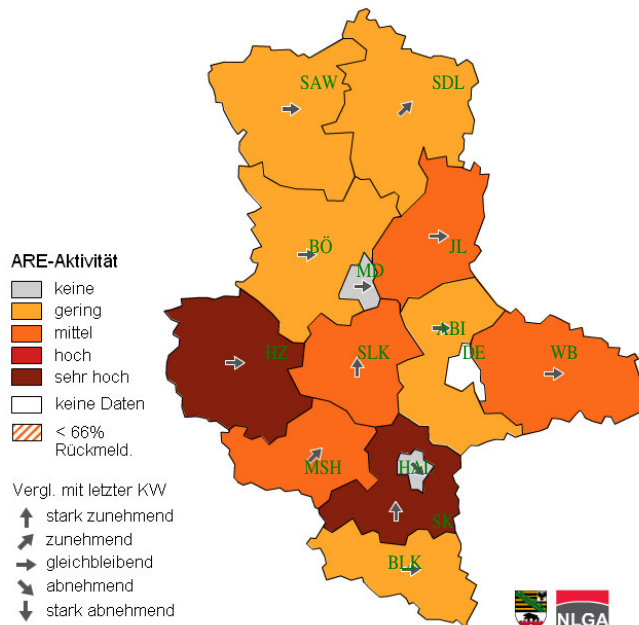 SAW
SDL
BÖ
MD
JL
ARE-Aktivität
keine
gering
mittel
hoch
sehr hoch
keine Daten
< 66%
Rückmeld.
HZ
SLK
ABI
DE
WB
MSH
HAL
SK
BLK
Vergl. mit letzter KW
stark zunehmend
zunehmend
gleichbleibend
abnehmend
stark abnehmend
NLGA